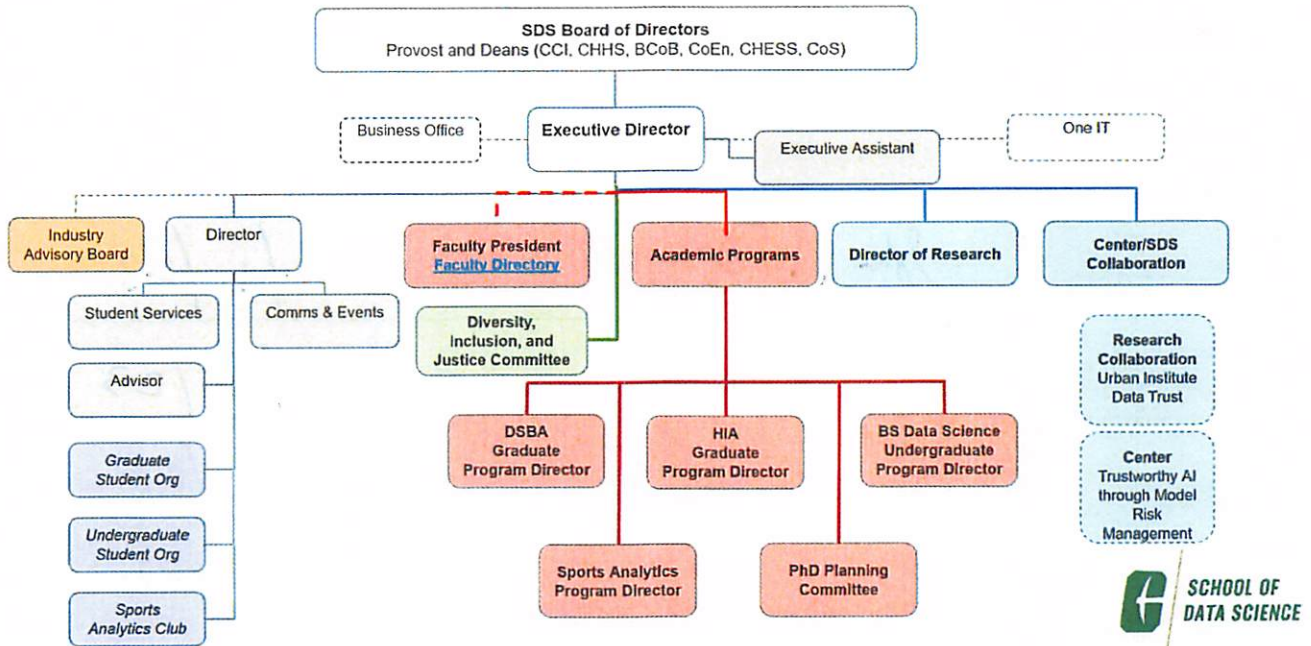 SDS Board of Directors
Provost and Deans (CCI, CHHS, BCoB, CoEn, CHESS, CoS)
Business Office
Executive Director
Executive Assistant
One IT
Industry
Advisory Board
Director
Faculty President
Faculty Directory
Academic Programs
Director of Research
Center/SDS
Collaboration
Student Services
Comms & Events
Diversity,
Inclusion, and
Justice Committee
Advisor
Research
Collaboration
Urban Institute
Data Trust
Graduate
Student Org
DSBA
Graduate
Program Director
HIA
Graduate
Program Director
BS Data Science
Undergraduate
Program Director
Center
Trustworthy AI
through Model
Risk
Management
Undergraduate
Student Org
Sports Analytics
Program Director
PhD Planning
Committee
Sports
Analytics Club
SCHOOL OF
DATA SCIENCE